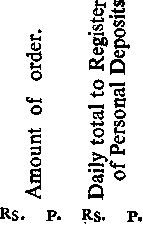 Amount of order.
Daily total to Register
of Personal Deposits
Rs. P. Rs. P.